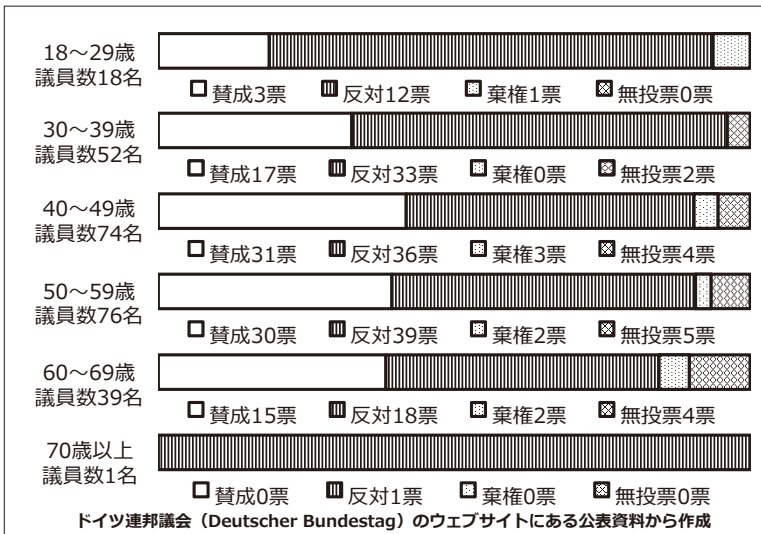 18～29歳
議員数18名
賛成3票 反対12票 棄権1票 無投票0票
30～39歳
議員数52名
賛成17票 反対33票 棄権0票 無投票2票
40～49歳
議員数74名
賛成31票 反対36票 棄権3票 無投票4票
50～59歳
議員数76名
賛成30票 反対39票 棄権2票 無投票5票
60～69歳
議員数39名
賛成15票 反対18票 棄権2票 無投票4票
70歳以上
議員数1名
賛成0票 反対1票 棄権0票 無投票0票
ドイツ連邦議会（Deutscher Bundestag）のウェブサイトにある公表資料から作成